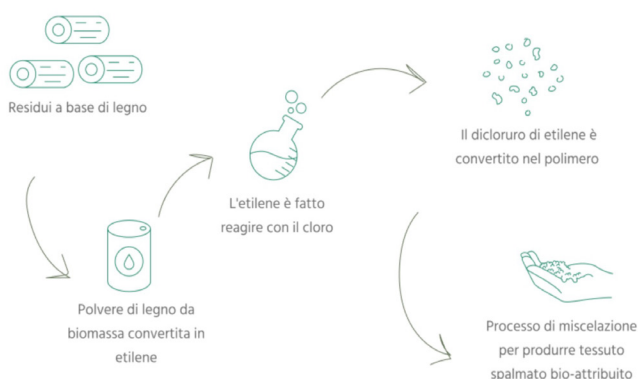 Residui a base di legno
Polvere di legno da
biomassa convertita in
etilene
L'etilene è fatto
reagire con il cloro
Il dicloruro di etilene è
convertito nel polimero
Processo di miscelazione
per produrre tessuto
spalmato bio-attribuito